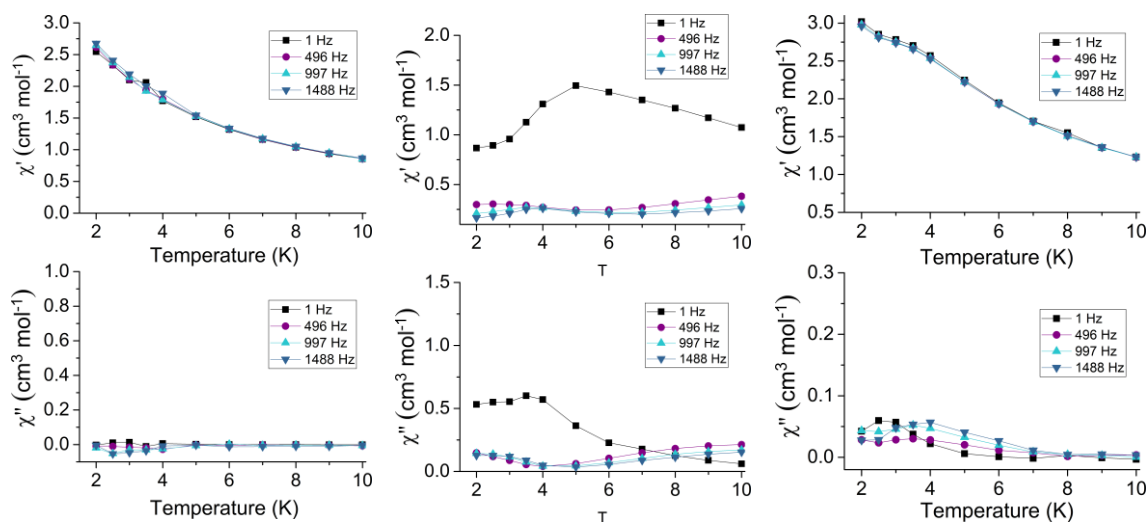 3.0
2.5
2.0
1.5
1.0
0.5
0.0
χ' (cm³ mol⁻¹)
1 Hz
496 Hz
997 Hz
1488 Hz
2 4 6 8 10
Temperature (K)
2.0
1.5
1.0
0.5
χ' (cm³ mol⁻¹)
1 Hz
496 Hz
997 Hz
1488 Hz
2 4 6 8 10
T
3.0
2.5
2.0
1.5
1.0
0.5
χ' (cm³ mol⁻¹)
1 Hz
496 Hz
997 Hz
1488 Hz
2 4 6 8 10
Temperature (K)
1.0
0.8
0.6
0.4
0.2
0.0
χ'' (cm³ mol⁻¹)
1 Hz
496 Hz
997 Hz
1488 Hz
2 4 6 8 10
Temperature (K)
1.5
1.0
0.5
0.0
χ'' (cm³ mol⁻¹)
1 Hz
496 Hz
997 Hz
1488 Hz
2 4 6 8 10
T
0.3
0.2
0.1
0.0
χ'' (cm³ mol⁻¹)
1 Hz
496 Hz
997 Hz
1488 Hz
2 4 6 8 10
Temperature (K)